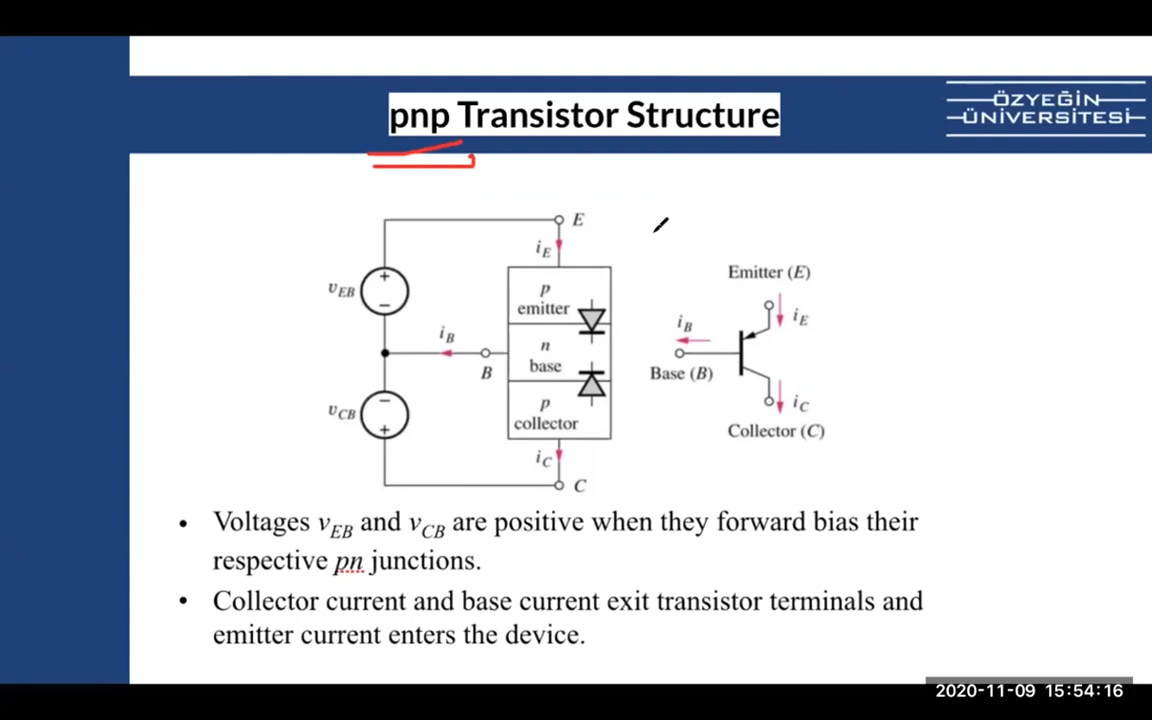 pnp Transistor Structure
ÖZYEĞİN
ÜNİVERSİTESİ
E
iE
vEB
+
−
p
emitter
iB
B
n
base
vCB
−
+
p
collector
iC
C
Emitter (E)
iE
iB
Base (B)
iC
Collector (C)
• Voltages vEB and vCB are positive when they forward bias their
respective pn junctions.
• Collector current and base current exit transistor terminals and
emitter current enters the device.
2020-11-09 15:54:16